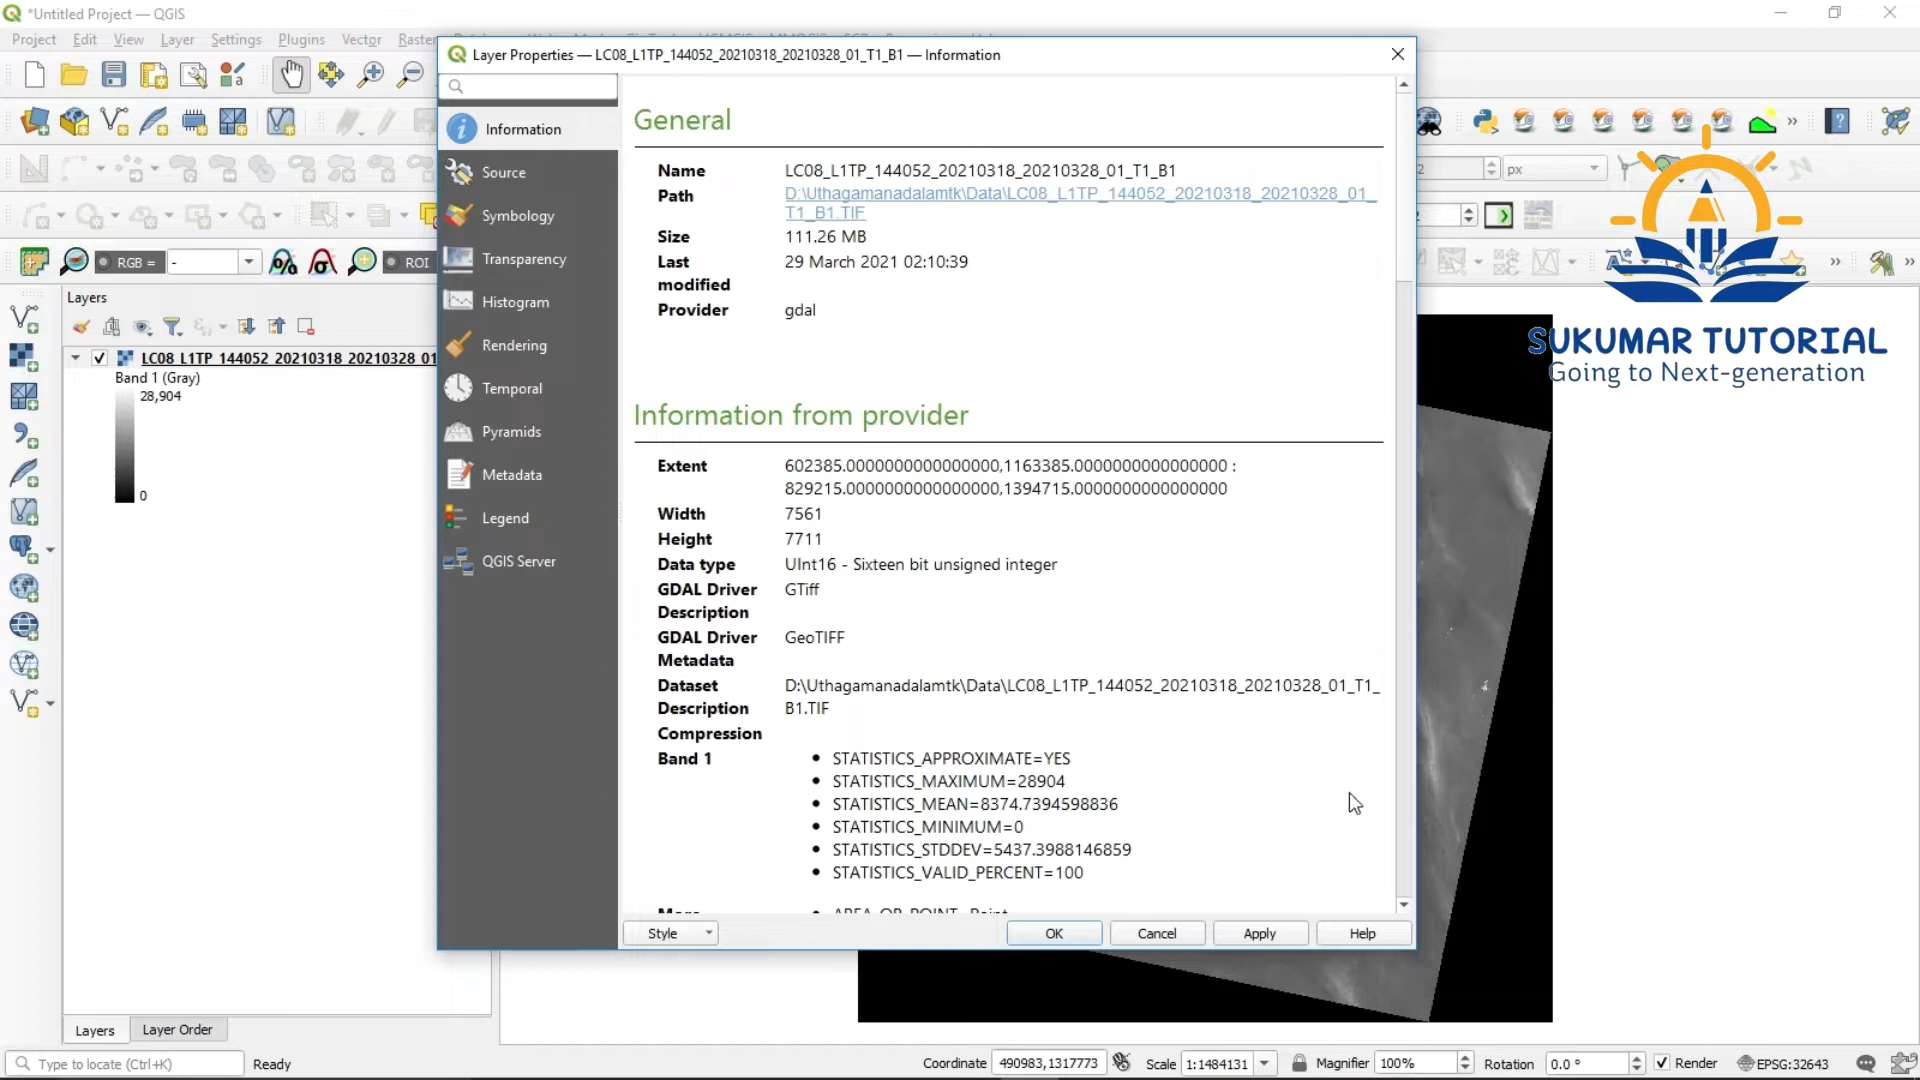 *Untitled Project — QGIS
Project Edit View Layer Settings Plugins Vector Raster
Layer Properties — LC08_L1TP_144052_20210318_20210328_01_T1_B1 — Information
Information
Source
Symbology
Transparency
Histogram
Rendering
Temporal
Pyramids
Metadata
Legend
QGIS Server
General
Name LC08_L1TP_144052_20210318_20210328_01_T1_B1
Path D:\Uthagamanadalamtk\Data\LC08_L1TP_144052_20210318_20210328_01_
T1_B1.TIF
Size 111.26 MB
Last 29 March 2021 02:10:39
modified
Provider gdal
Information from provider
Extent 602385.0000000000000000,1163385.0000000000000000 :
829215.0000000000000000,1394715.0000000000000000
Width 7561
Height 7711
Data type UInt16 - Sixteen bit unsigned integer
GDAL Driver GTiff
Description
GDAL Driver GeoTIFF
Metadata
Dataset D:\Uthagamanadalamtk\Data\LC08_L1TP_144052_20210318_20210328_01_T1_
Description B1.TIF
Compression
Band 1 • STATISTICS_APPROXIMATE=YES
• STATISTICS_MAXIMUM=28904
• STATISTICS_MEAN=8374.7394598836
• STATISTICS_MINIMUM=0
• STATISTICS_STDDEV=5437.3988146859
• STATISTICS_VALID_PERCENT=100
Style OK Cancel Apply Help
RGB = - ROI
px
Layers
LC08_L1TP_144052_20210318_20210328_01
Band 1 (Gray)
28,904
0
SUKUMAR TUTORIAL
Going to Next-generation
Layers Layer Order
Type to locate (Ctrl+K) Ready Coordinate 490983,1317773 Scale 1:1484131 Magnifier 100% Rotation 0.0 ° Render EPSG:32643